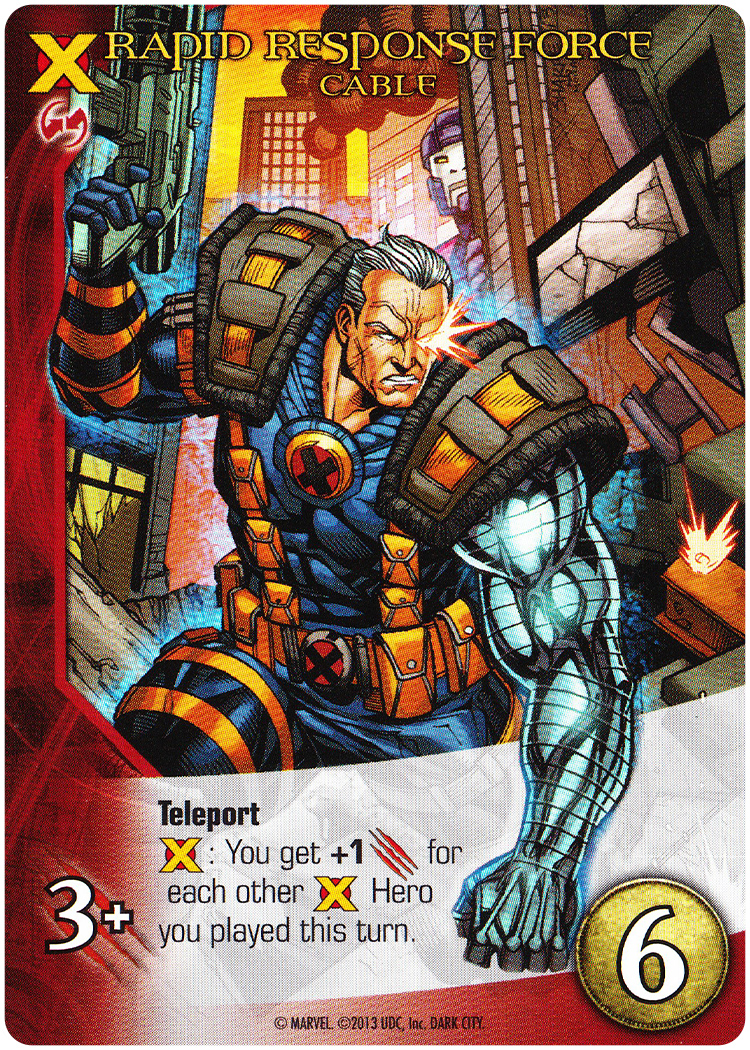 RAPID RESPONSE FORCE
CABLE
Teleport
: You get +1 for
each other Hero
you played this turn.
3+
6
© MARVEL. ©2013 UDC, Inc. DARK CITY.